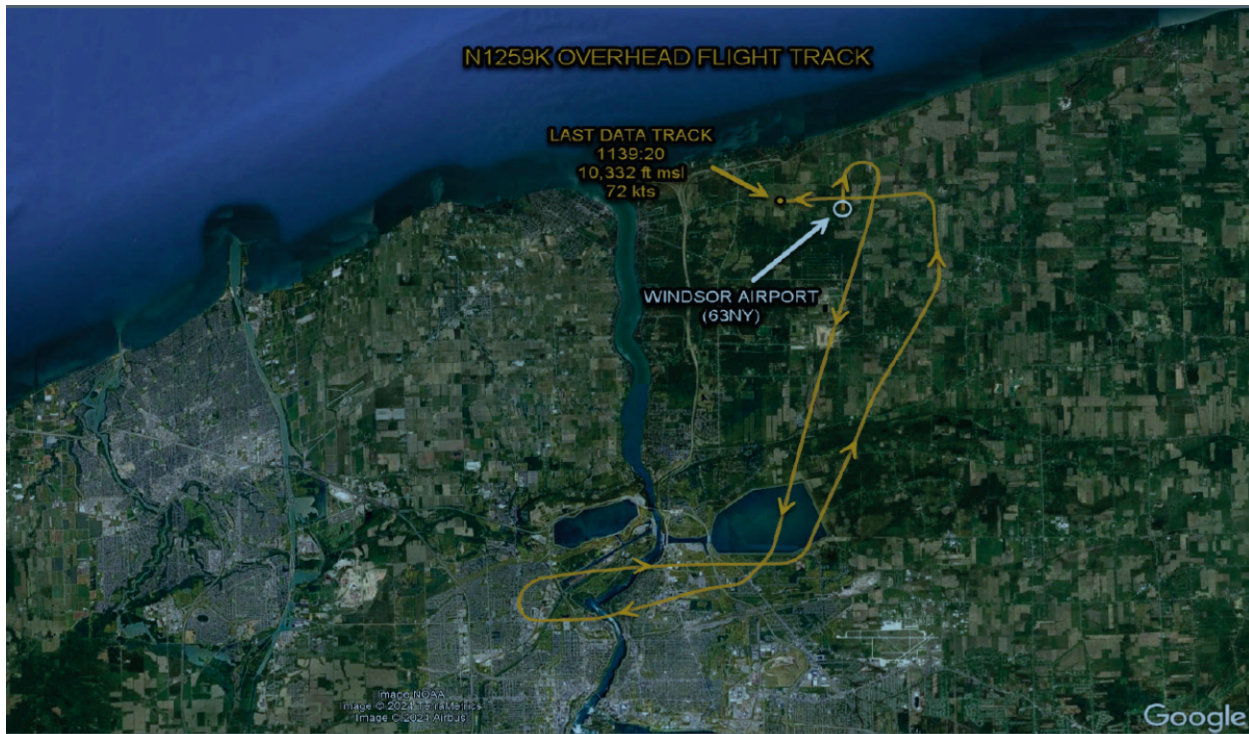 N1259K OVERHEAD FLIGHT TRACK
LAST DATA TRACK
1139:20
10,332 ft msl
72 kts
WINDSOR AIRPORT
(63NY)
Image NOAA
Image © 2024 TerraMetrics
Image © 2024 Airbus
Google